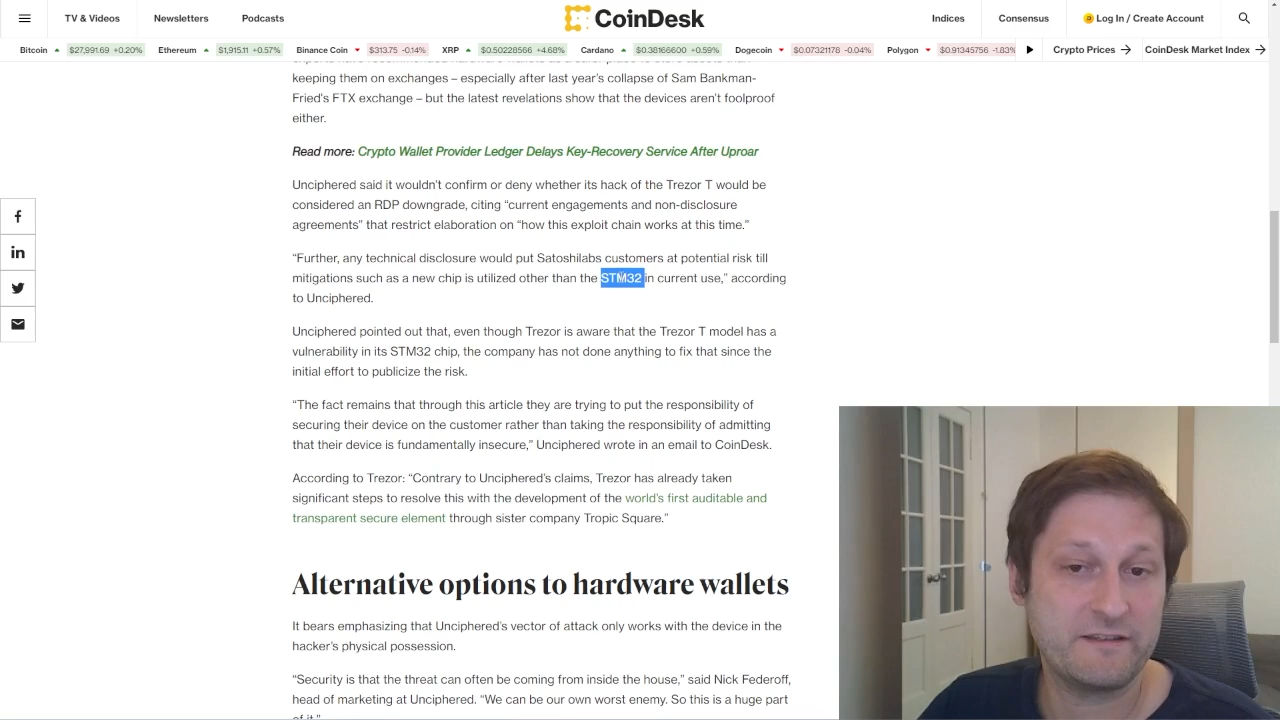 TV & Videos
Newsletters
Podcasts
CoinDesk
Indices
Consensus
Log In / Create Account
Bitcoin $27,991.69 +0.20% Ethereum $1,915.11 +0.57% Binance Coin $313.75 -0.14% XRP $0.50228566 +4.68% Cardano $0.38166600 +0.59% Dogecoin $0.07321178 -0.04% Polygon $0.91345756 -1.83% Crypto Prices CoinDesk Market Index
keeping them on exchanges – especially after last year's collapse of Sam Bankman-
Fried's FTX exchange – but the latest revelations show that the devices aren't foolproof
either.
Read more: Crypto Wallet Provider Ledger Delays Key-Recovery Service After Uproar
Unciphered said it wouldn't confirm or deny whether its hack of the Trezor T would be
considered an RDP downgrade, citing “current engagements and non-disclosure
agreements” that restrict elaboration on “how this exploit chain works at this time.”
“Further, any technical disclosure would put Satoshilabs customers at potential risk till
mitigations such as a new chip is utilized other than the STM32 in current use,” according
to Unciphered.
Unciphered pointed out that, even though Trezor is aware that the Trezor T model has a
vulnerability in its STM32 chip, the company has not done anything to fix that since the
initial effort to publicize the risk.
“The fact remains that through this article they are trying to put the responsibility of
securing their device on the customer rather than taking the responsibility of admitting
that their device is fundamentally insecure,” Unciphered wrote in an email to CoinDesk.
According to Trezor: “Contrary to Unciphered's claims, Trezor has already taken
significant steps to resolve this with the development of the world's first auditable and
transparent secure element through sister company Tropic Square.”
Alternative options to hardware wallets
It bears emphasizing that Unciphered's vector of attack only works with the device in the
hacker's physical possession.
“Security is that the threat can often be coming from inside the house,” said Nick Federoff,
head of marketing at Unciphered. “We can be our own worst enemy. So this is a huge part
of it.”